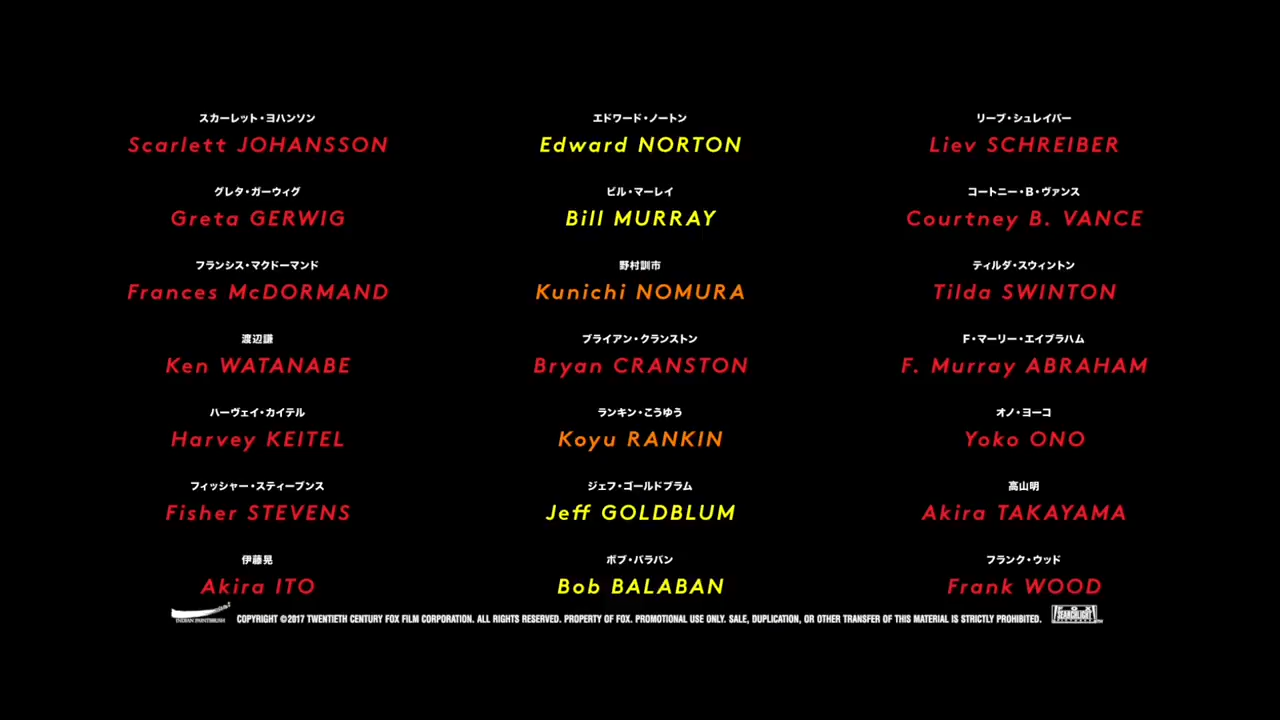 スカーレット・ヨハンソン
Scarlett JOHANSSON
エドワード・ノートン
Edward NORTON
リーブ・シュレイバー
Liev SCHREIBER
グレタ・ガーウィグ
Greta GERWIG
ビル・マーレイ
Bill MURRAY
コートニー・B・ヴァンス
Courtney B. VANCE
フランシス・マクドーマンド
Frances McDORMAND
野村訓市
Kunichi NOMURA
ティルダ・スウィントン
Tilda SWINTON
渡辺謙
Ken WATANABE
ブライアン・クランストン
Bryan CRANSTON
F・マーリー・エイブラハム
F. Murray ABRAHAM
ハーヴェイ・カイテル
Harvey KEITEL
ランキン・こうゆう
Koyu RANKIN
オノ・ヨーコ
Yoko ONO
フィッシャー・スティーブンス
Fisher STEVENS
ジェフ・ゴールドブラム
Jeff GOLDBLUM
高山明
Akira TAKAYAMA
伊藤晃
Akira ITO
ボブ・バラバン
Bob BALABAN
フランク・ウッド
Frank WOOD
INDIAN PAINTBRUSH
COPYRIGHT ©2017 TWENTIETH CENTURY FOX FILM CORPORATION. ALL RIGHTS RESERVED. PROPERTY OF FOX. PROMOTIONAL USE ONLY. SALE, DUPLICATION, OR OTHER TRANSFER OF THIS MATERIAL IS STRICTLY PROHIBITED.
FOX
SEARCHLIGHT
PICTURES